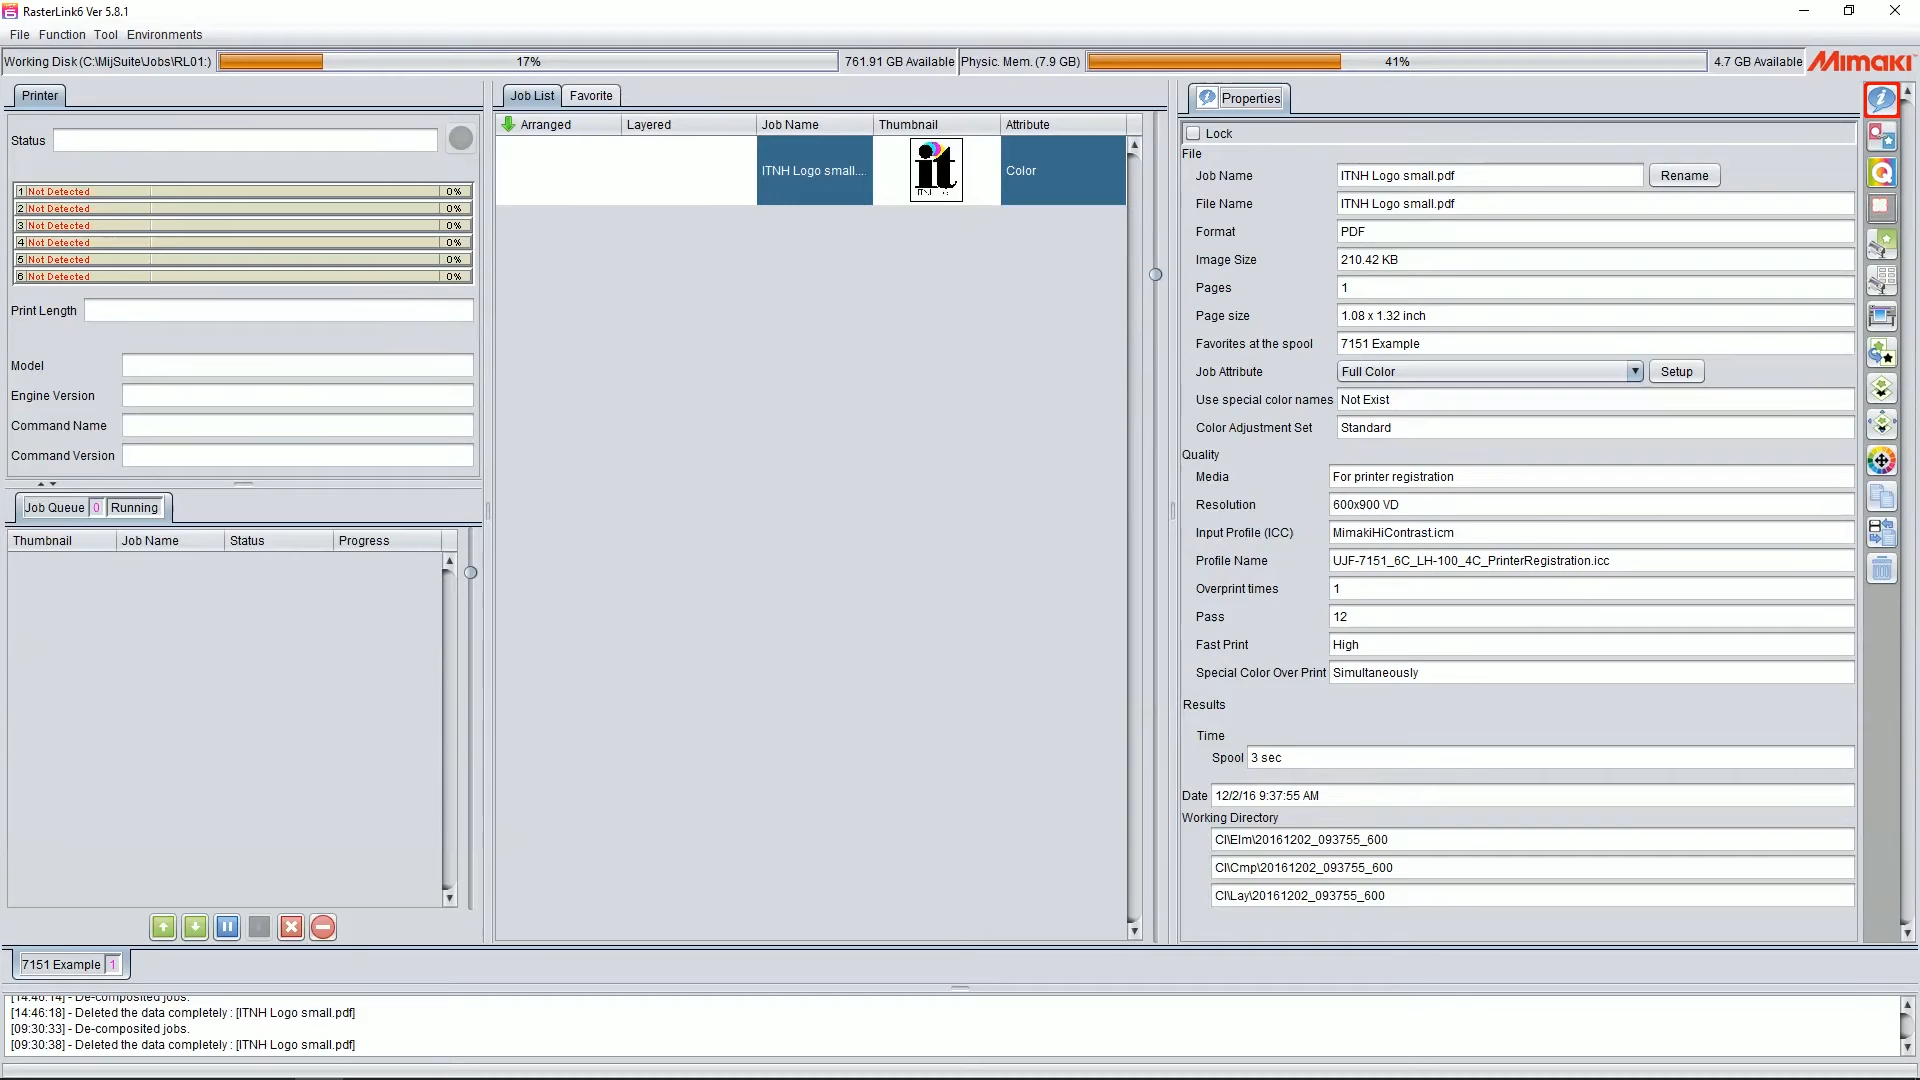 RasterLink6 Ver 5.8.1
File Function Tool Environments
Working Disk (C:\MijSuite\Jobs\RL01:) 17% 761.91 GB Available Physic. Mem. (7.9 GB) 41% 4.7 GB Available Mimaki
Printer
Status
1 Not Detected 0%
2 Not Detected 0%
3 Not Detected 0%
4 Not Detected 0%
5 Not Detected 0%
6 Not Detected 0%
Print Length
Model
Engine Version
Command Name
Command Version
Job Queue 0 Running
Thumbnail Job Name Status Progress
Job List Favorite
Arranged Layered Job Name Thumbnail Attribute
ITNH Logo small.... it Color
Properties
Lock
File
Job Name ITNH Logo small.pdf Rename
File Name ITNH Logo small.pdf
Format PDF
Image Size 210.42 KB
Pages 1
Page size 1.08 x 1.32 inch
Favorites at the spool 7151 Example
Job Attribute Full Color Setup
Use special color names Not Exist
Color Adjustment Set Standard
Quality
Media For printer registration
Resolution 600x900 VD
Input Profile (ICC) MimakiHiContrast.icm
Profile Name UJF-7151_6C_LH-100_4C_PrinterRegistration.icc
Overprint times 1
Pass 12
Fast Print High
Special Color Over Print Simultaneously
Results
Time
Spool 3 sec
Date 12/2/16 9:37:55 AM
Working Directory
Cl\Elm\20161202_093755_600
Cl\Cmp\20161202_093755_600
Cl\Lay\20161202_093755_600
7151 Example 1
[14:46:14] - De-composited jobs.
[14:46:18] - Deleted the data completely : [ITNH Logo small.pdf]
[09:30:33] - De-composited jobs.
[09:30:38] - Deleted the data completely : [ITNH Logo small.pdf]